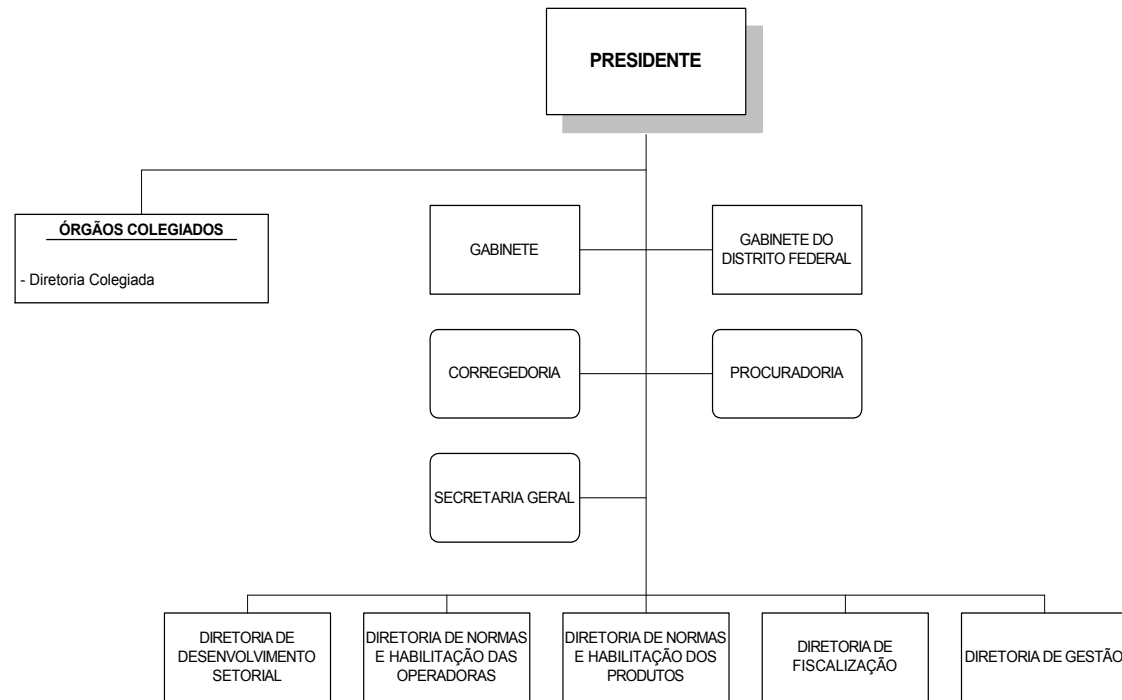 PRESIDENTE
ÓRGÃOS COLEGIADOS
- Diretoria Colegiada
GABINETE
GABINETE DO
DISTRITO FEDERAL
CORREGEDORIA
PROCURADORIA
SECRETARIA GERAL
DIRETORIA DE
DESENVOLVIMENTO
SETORIAL
DIRETORIA DE NORMAS
E HABILITAÇÃO DAS
OPERADORAS
DIRETORIA DE NORMAS
E HABILITAÇÃO DOS
PRODUTOS
DIRETORIA DE
FISCALIZAÇÃO
DIRETORIA DE GESTÃO